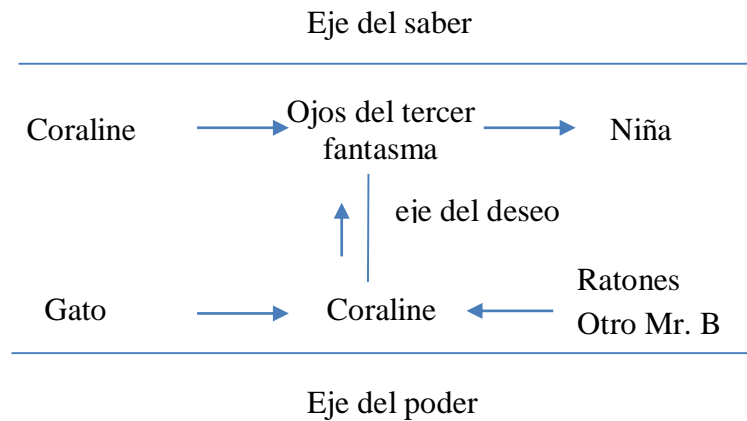 Eje del saber
Coraline
Ojos del tercer
fantasma
Niña
eje del deseo
Gato
Coraline
Ratones
Otro Mr. B
Eje del poder